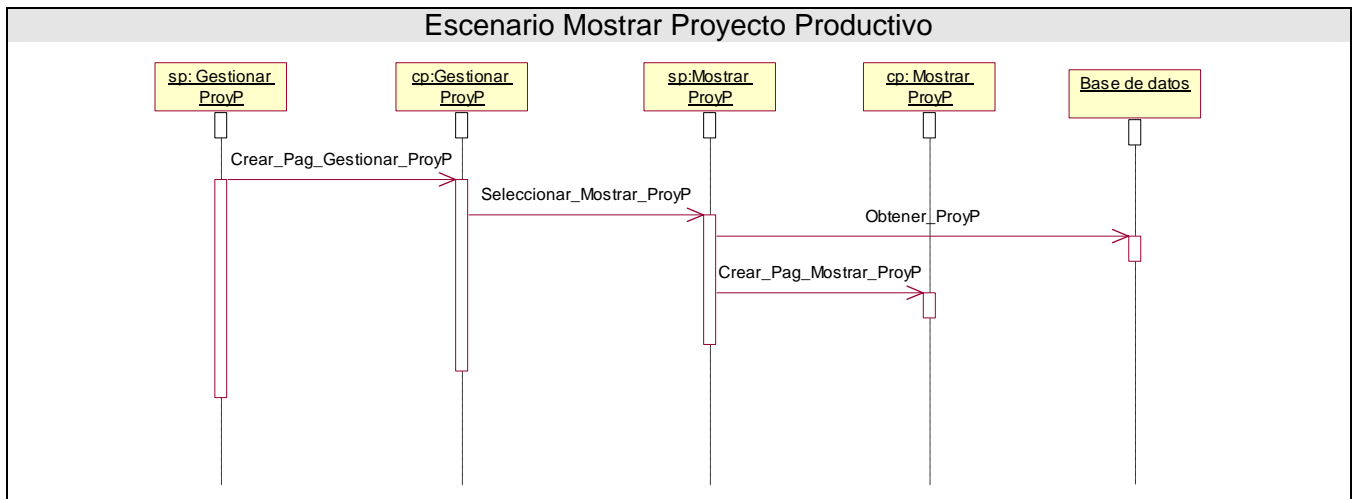 Escenario Mostrar Proyecto Productivo
sp: Gestionar
ProyP
cp:Gestionar
ProyP
sp:Mostrar
ProyP
cp: Mostrar
ProyP
Base de datos
Crear_Pag_Gestionar_ProyP
Seleccionar_Mostrar_ProyP
Obtener_ProyP
Crear_Pag_Mostrar_ProyP